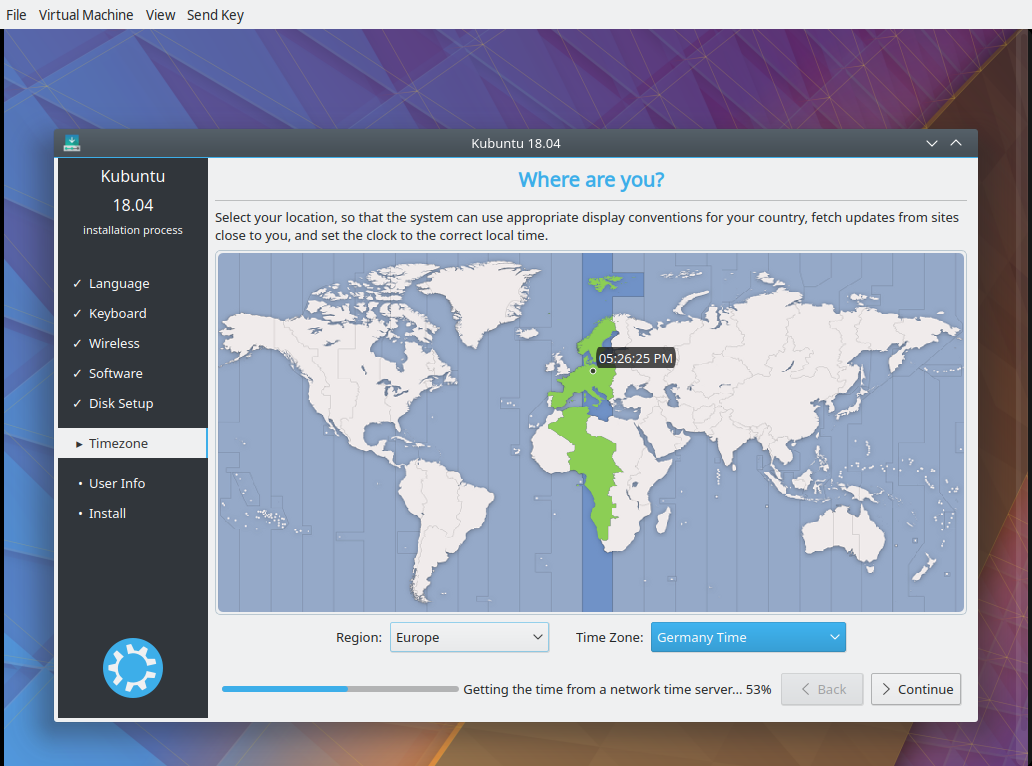 File Virtual Machine View Send Key
Kubuntu 18.04
Kubuntu
18.04
installation process
✓ Language
✓ Keyboard
✓ Wireless
✓ Software
✓ Disk Setup
▸ Timezone
• User Info
• Install
Where are you?
Select your location, so that the system can use appropriate display conventions for your country, fetch updates from sites
close to you, and set the clock to the correct local time.
05:26:25 PM
Region: Europe Time Zone: Germany Time
Getting the time from a network time server... 53% Back Continue